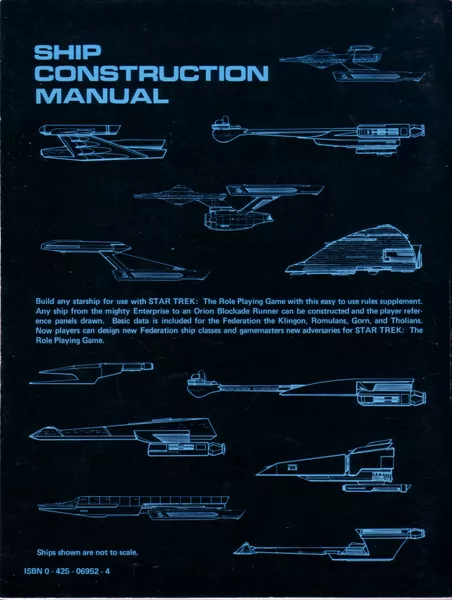 SHIP
CONSTRUCTION
MANUAL
Build any starship for use with STAR TREK: The Role Playing Game with this easy to use rules supplement.
Any ship from the mighty Enterprise to an Orion Blockade Runner can be constructed and the player refer-
ence panels drawn. Basic data is included for the Federation the Klingon, Romulans, Gorn, and Tholians.
Now players can design new Federation ship classes and gamemasters new adversaries for STAR TREK: The
Role Playing Game.
Ships shown are not to scale.
ISBN 0 - 425 - 06952 - 4